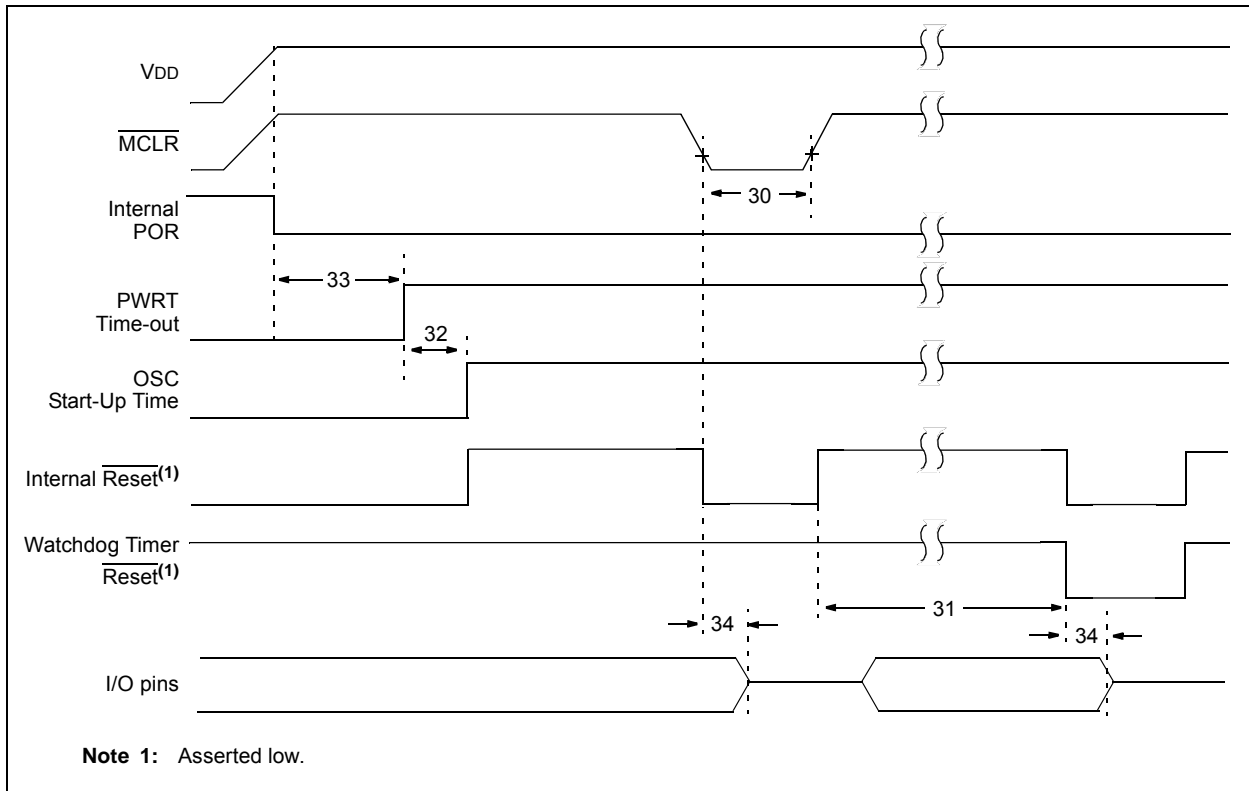 VDD
MCLR
30
Internal
POR
33
PWRT
Time-out
32
OSC
Start-Up Time
Internal Reset(1)
Watchdog Timer
Reset(1)
31
34
34
I/O pins
Note 1: Asserted low.